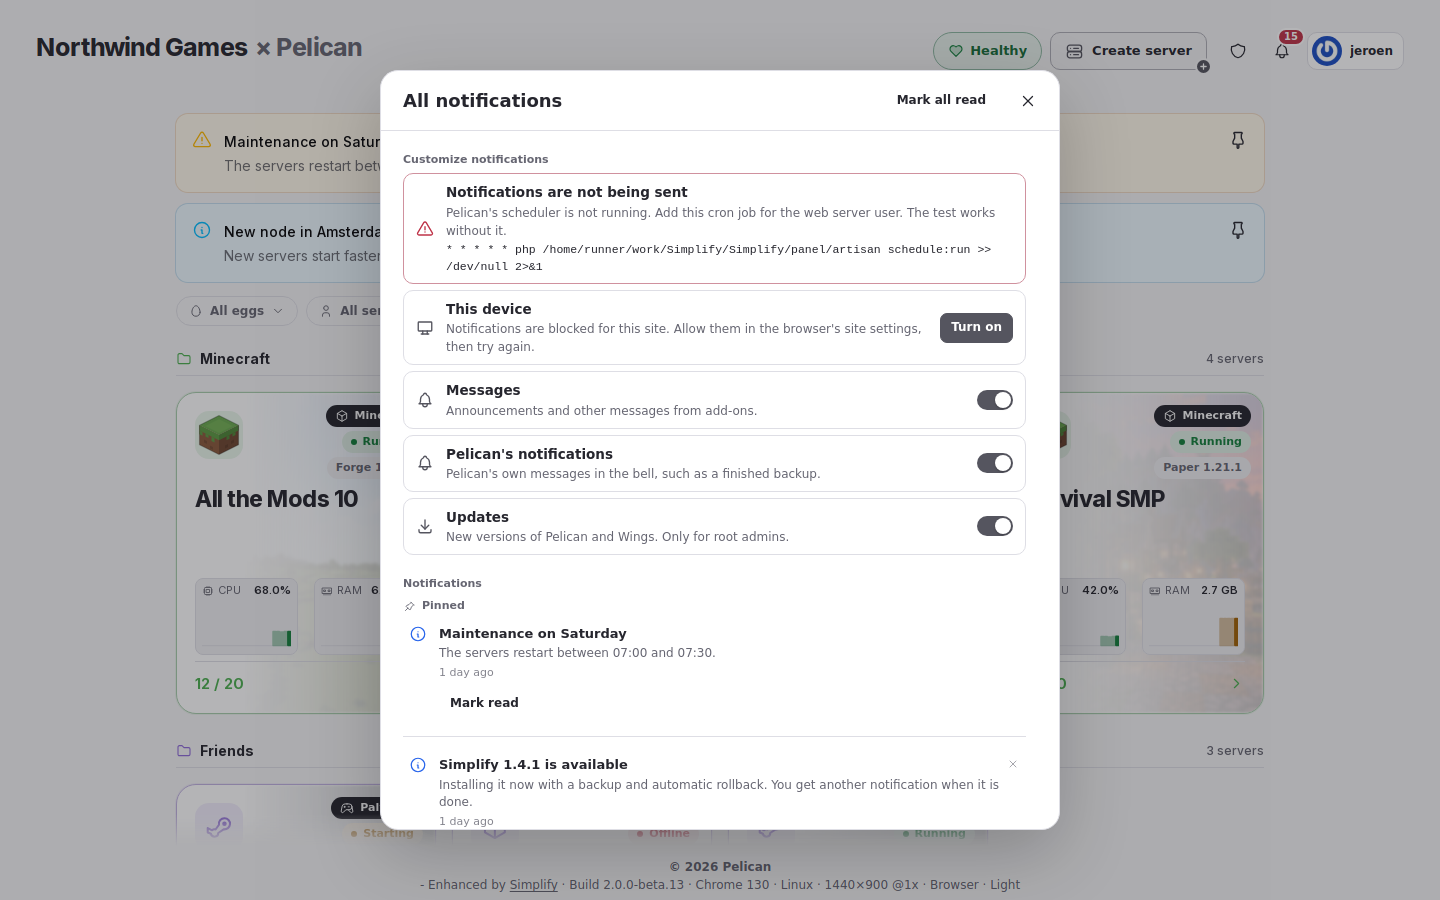 Northwind Games × Pelican
Healthy
Create server
15
jeroen
All notifications
Mark all read
Maintenance on Satur
The servers restart betw
New node in Amsterda
New servers start faster
All eggs
All ser
Customize notifications
Notifications are not being sent
Pelican's scheduler is not running. Add this cron job for the web server user. The test works
without it.
* * * * * php /home/runner/work/Simplify/Simplify/panel/artisan schedule:run >>
/dev/null 2>&1
This device
Notifications are blocked for this site. Allow them in the browser's site settings,
then try again.
Turn on
Messages
Announcements and other messages from add-ons.
Pelican's notifications
Pelican's own messages in the bell, such as a finished backup.
Updates
New versions of Pelican and Wings. Only for root admins.
Notifications
Pinned
Maintenance on Saturday
The servers restart between 07:00 and 07:30.
1 day ago
Mark read
Simplify 1.4.1 is available
Installing it now with a backup and automatic rollback. You get another notification when it is
done.
1 day ago
Minecraft
4 servers
Mine
Ru
Forge 1
All the Mods 10
CPU 68.0%
RAM 6
12 / 20
Minecraft
Running
Paper 1.21.1
vival SMP
U 42.0%
RAM 2.7 GB
0
Friends
3 servers
Pal
Starting
Offline
Running
© 2026 Pelican
- Enhanced by Simplify · Build 2.0.0-beta.13 · Chrome 130 · Linux · 1440×900 @1x · Browser · Light